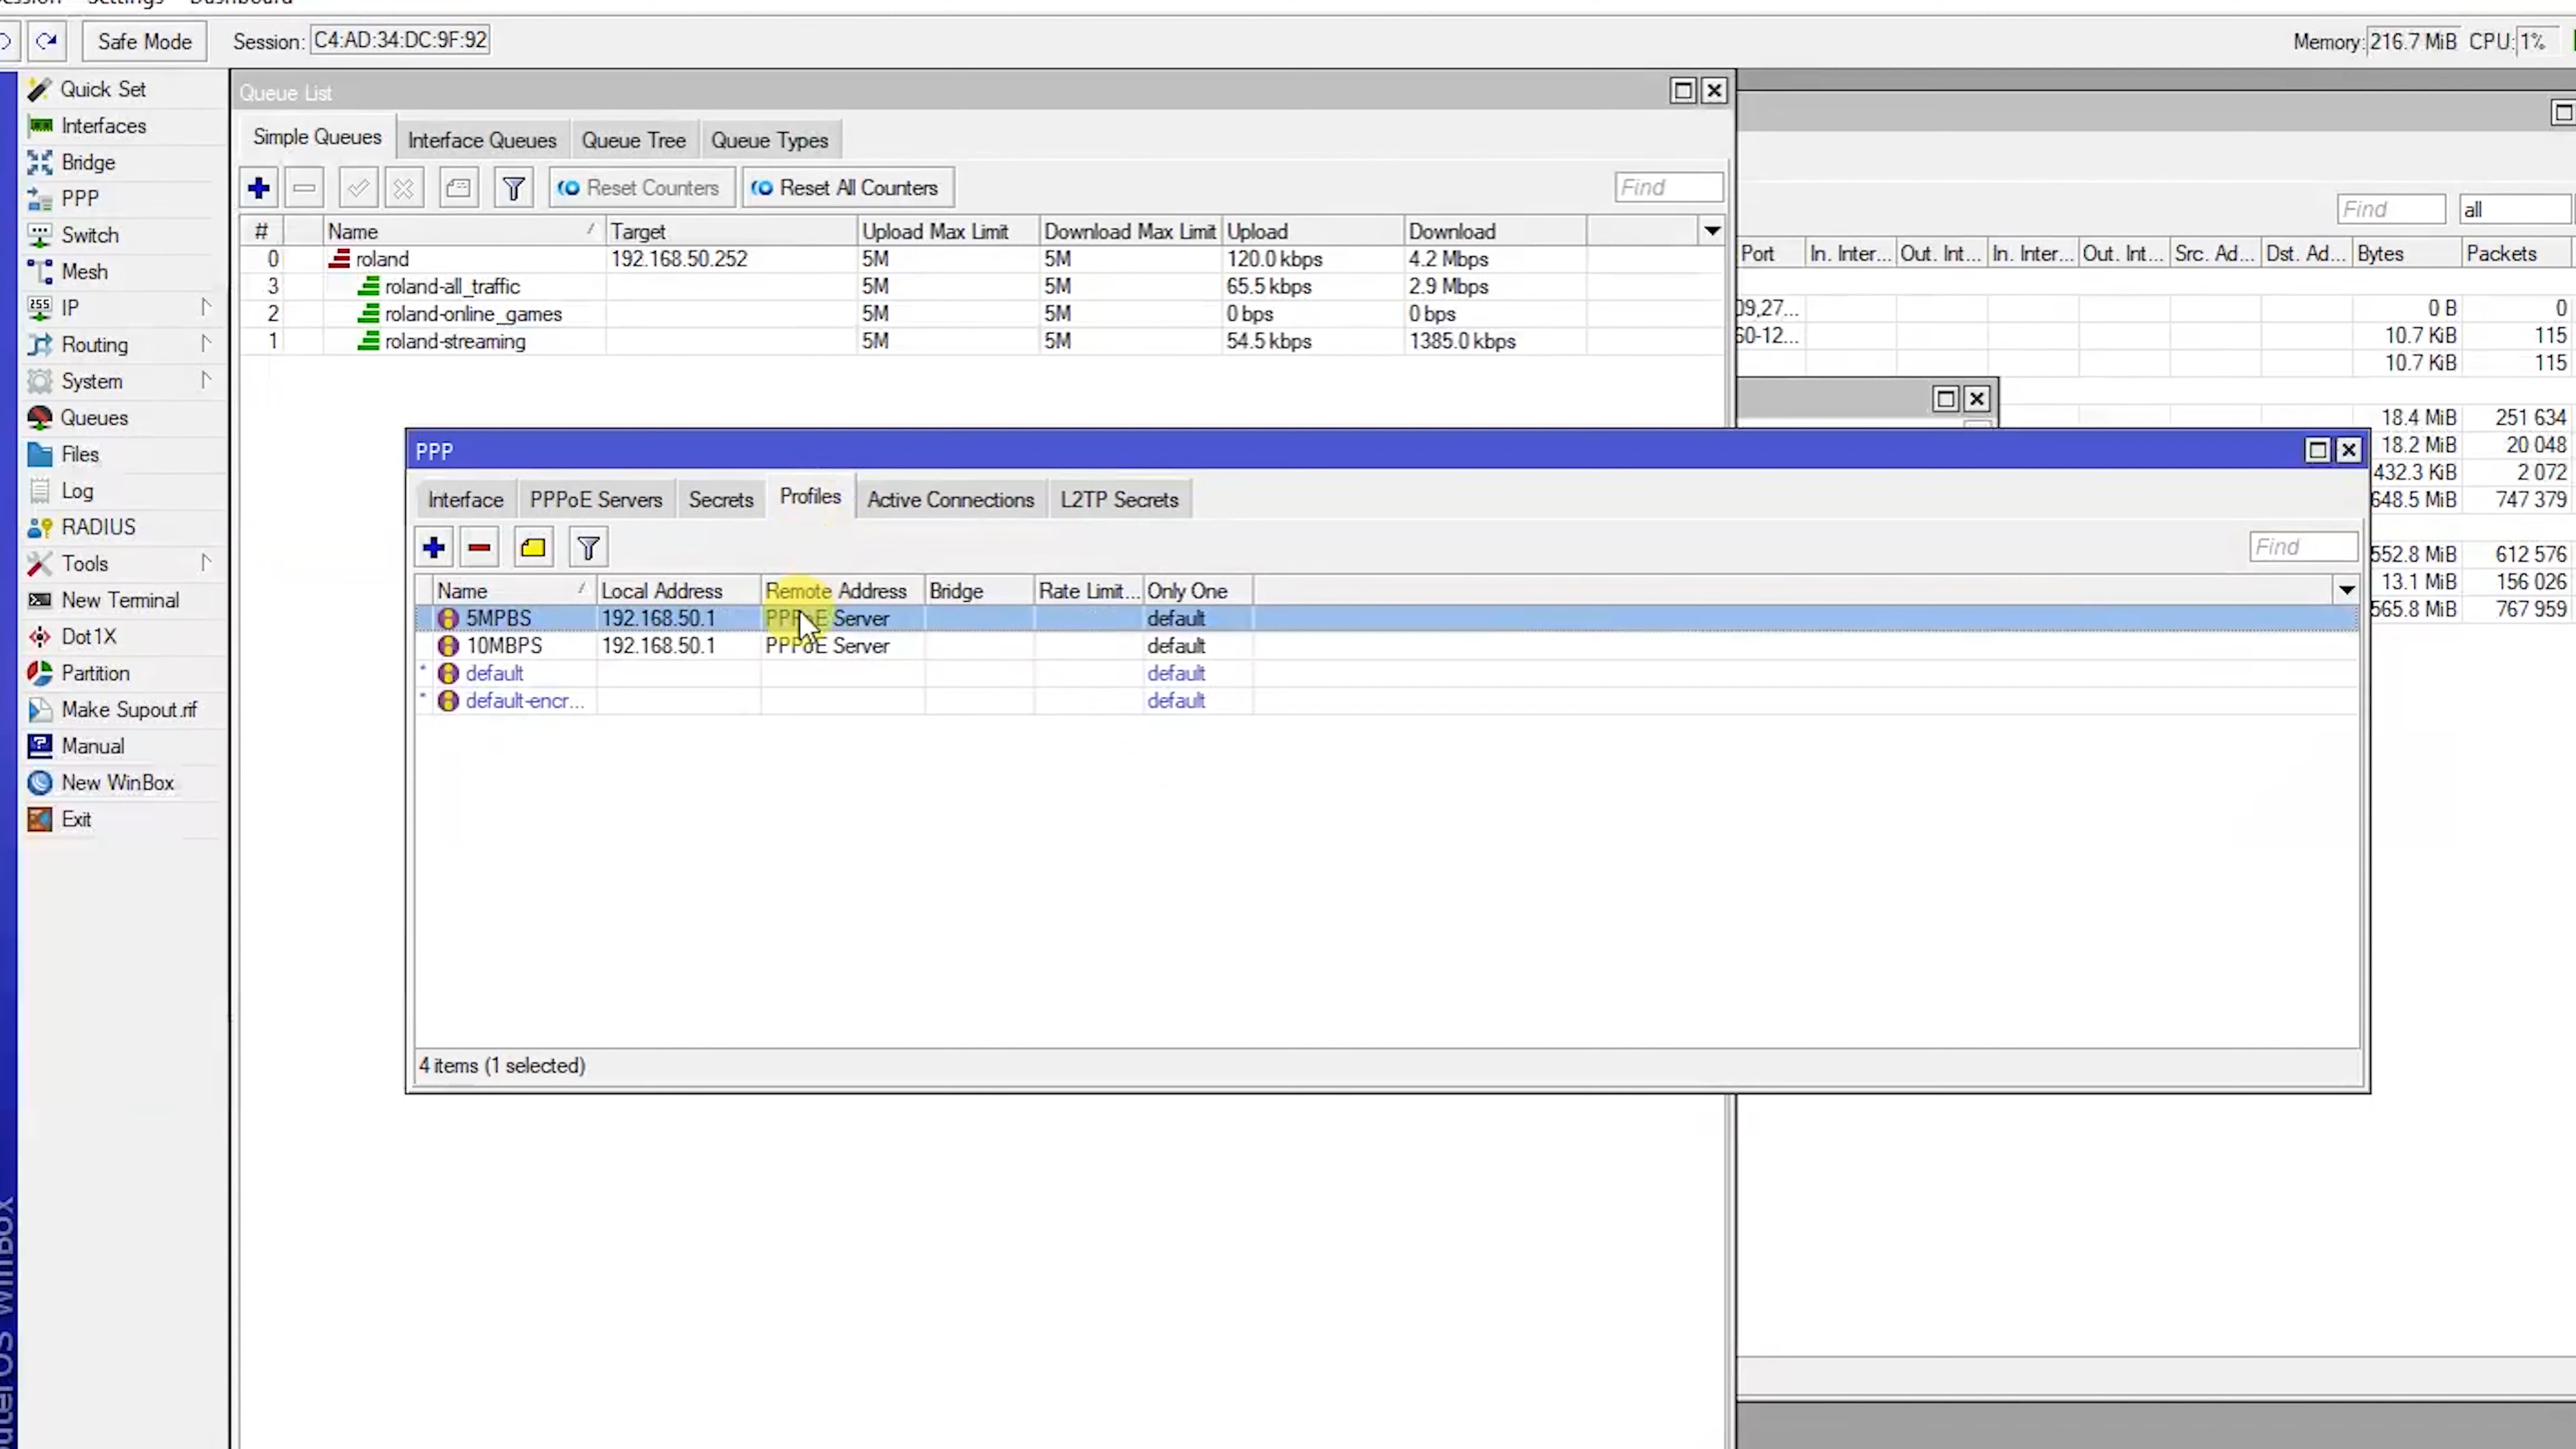 Session Settings Dashboard
Safe Mode Session: C4:AD:34:DC:9F:92 Memory: 216.7 MiB CPU: 1%
Quick Set
Interfaces
Bridge
PPP
Switch
Mesh
IP
Routing
System
Queues
Files
Log
RADIUS
Tools
New Terminal
Dot1X
Partition
Make Supout.rif
Manual
New WinBox
Exit
Queue List
Simple Queues Interface Queues Queue Tree Queue Types
Reset Counters Reset All Counters Find
# Name Target Upload Max Limit Download Max Limit Upload Download
0 roland 192.168.50.252 5M 5M 120.0 kbps 4.2 Mbps
3 roland-all_traffic 5M 5M 65.5 kbps 2.9 Mbps
2 roland-online_games 5M 5M 0 bps 0 bps
1 roland-streaming 5M 5M 54.5 kbps 1385.0 kbps
Find all
Port In. Inter... Out. Int... In. Inter... Out. Int... Src. Ad... Dst. Ad... Bytes Packets
09,27... 0 B 0
60-12... 10.7 KiB 115
10.7 KiB 115
18.4 MiB 251 634
18.2 MiB 20 048
432.3 KiB 2 072
648.5 MiB 747 379
552.8 MiB 612 576
13.1 MiB 156 026
565.8 MiB 767 959
PPP
Interface PPPoE Servers Secrets Profiles Active Connections L2TP Secrets
Find
Name Local Address Remote Address Bridge Rate Limit... Only One
5MPBS 192.168.50.1 PPPoE Server default
10MBPS 192.168.50.1 PPPoE Server default
* default default
* default-encr... default
4 items (1 selected)
uterOS WinBox